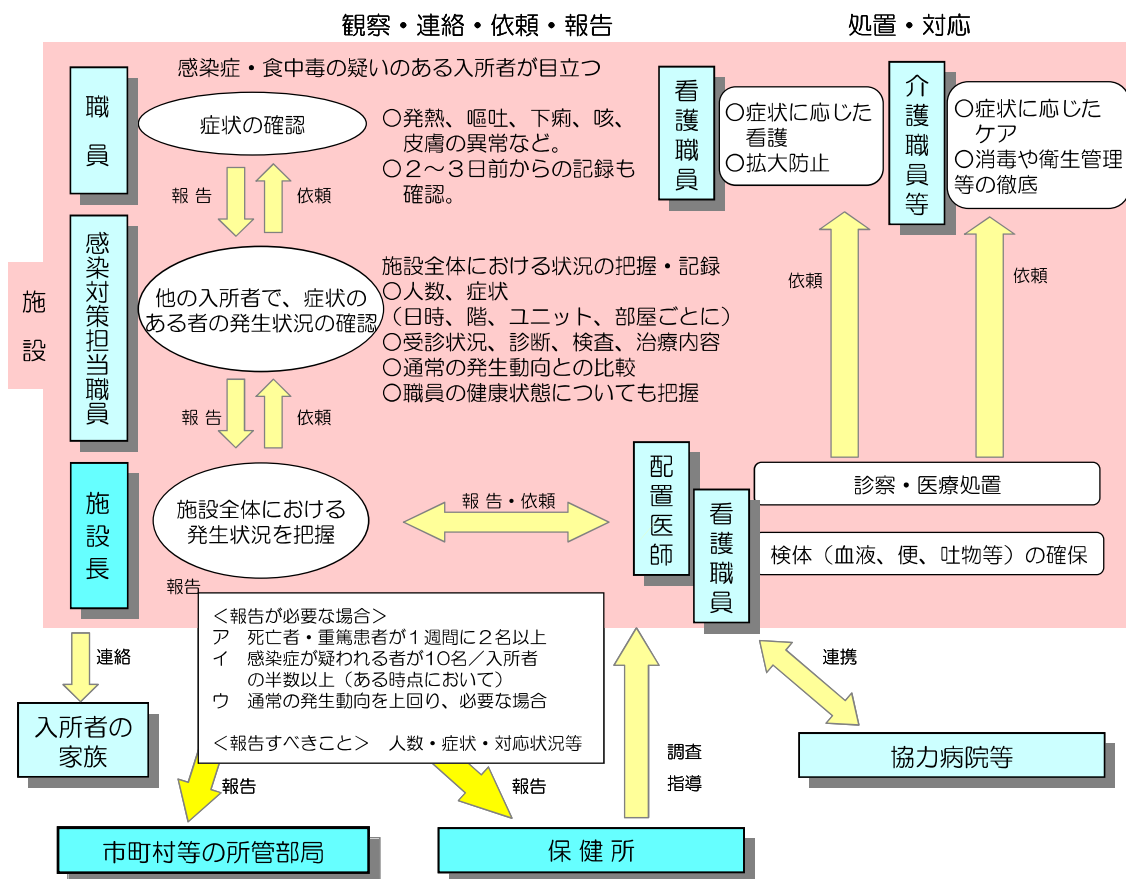 観察・連絡・依頼・報告
処置・対応
施設
職員
感染症・食中毒の疑いのある入所者が目立つ
症状の確認
○発熱、嘔吐、下痢、咳、
皮膚の異常など。
○２～３日前からの記録も
確認。
報 告
依頼
感染対策担当職員
他の入所者で、症状の
ある者の発生状況の確認
施設全体における状況の把握・記録
○人数、症状
（日時、階、ユニット、部屋ごとに）
○受診状況、診断、検査、治療内容
○通常の発生動向との比較
○職員の健康状態についても把握
報 告
依頼
施設長
施設全体における
発生状況を把握
報 告・依頼
報告
看護職員
○症状に応じた
看護
○拡大防止
介護職員等
○症状に応じた
ケア
○消毒や衛生管理
等の徹底
依頼
依頼
配置医師
看護職員
診察・医療処置
検体（血液、便、吐物等）の確保
＜報告が必要な場合＞
ア　死亡者・重篤患者が１週間に２名以上
イ　感染症が疑われる者が10名／入所者
の半数以上（ある時点において）
ウ　通常の発生動向を上回り、必要な場合
＜報告すべきこと＞　人数・症状・対応状況等
連絡
入所者の
家族
報告
報告
調査
指導
連携
協力病院等
市町村等の所管部局
保 健 所